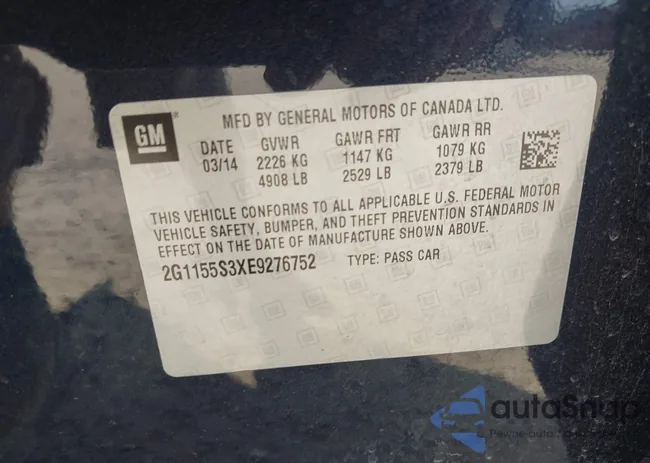 GM
MFD BY GENERAL MOTORS OF CANADA LTD.
DATE GVWR GAWR FRT GAWR RR
03/14 2226 KG 1147 KG 1079 KG
4908 LB 2529 LB 2379 LB
THIS VEHICLE CONFORMS TO ALL APPLICABLE U.S. FEDERAL MOTOR
VEHICLE SAFETY, BUMPER, AND THEFT PREVENTION STANDARDS IN
EFFECT ON THE DATE OF MANUFACTURE SHOWN ABOVE.
2G1155S3XE9276752 TYPE: PASS CAR
autoSnap